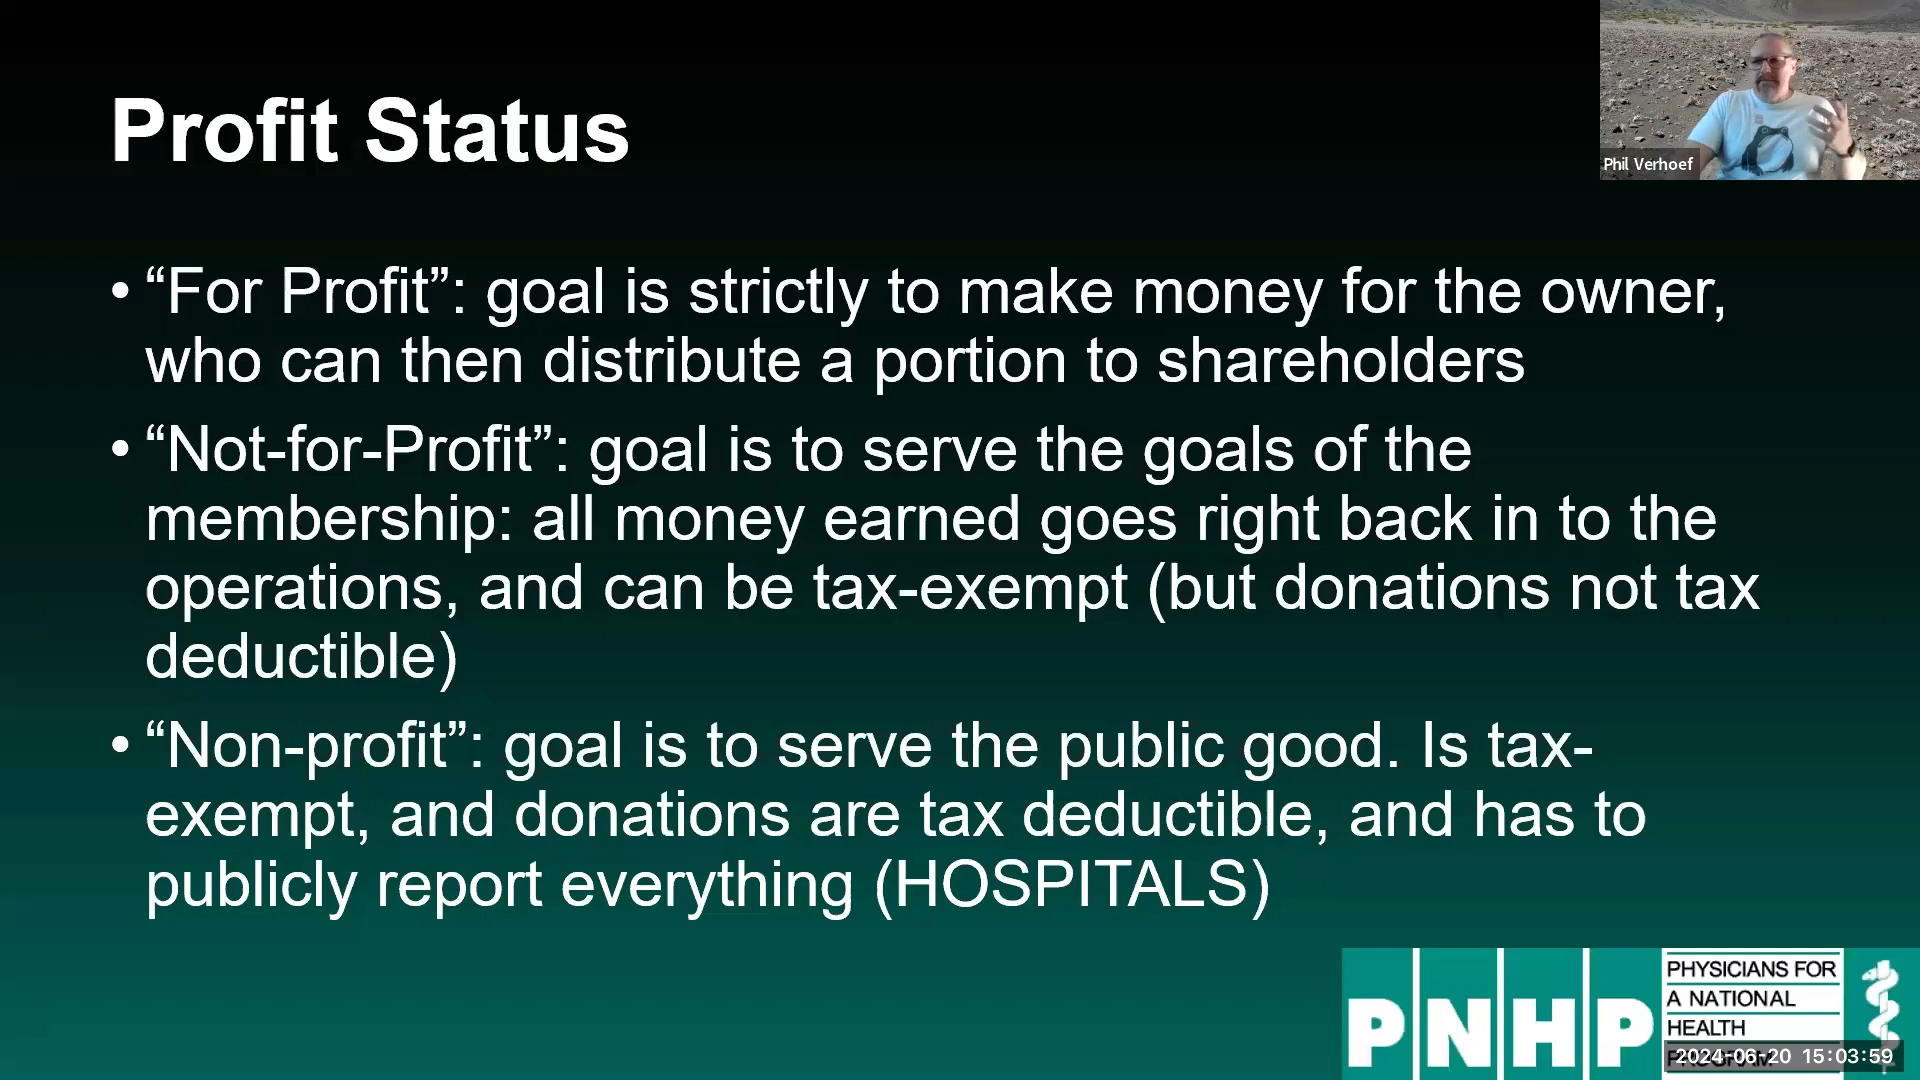 Profit Status
Phil Verhoef
• “For Profit”: goal is strictly to make money for the owner,
who can then distribute a portion to shareholders
• “Not-for-Profit”: goal is to serve the goals of the
membership: all money earned goes right back in to the
operations, and can be tax-exempt (but donations not tax
deductible)
• “Non-profit”: goal is to serve the public good. Is tax-
exempt, and donations are tax deductible, and has to
publicly report everything (HOSPITALS)
PNHP
PHYSICIANS FOR
A NATIONAL
HEALTH
PROGRAM
2024-06-20 15:03:59